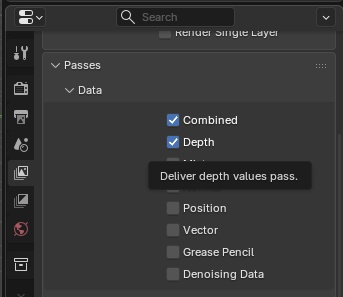 Search
Render Single Layer
Passes
Data
Combined
Depth
Deliver depth values pass.
Position
Vector
Grease Pencil
Denoising Data